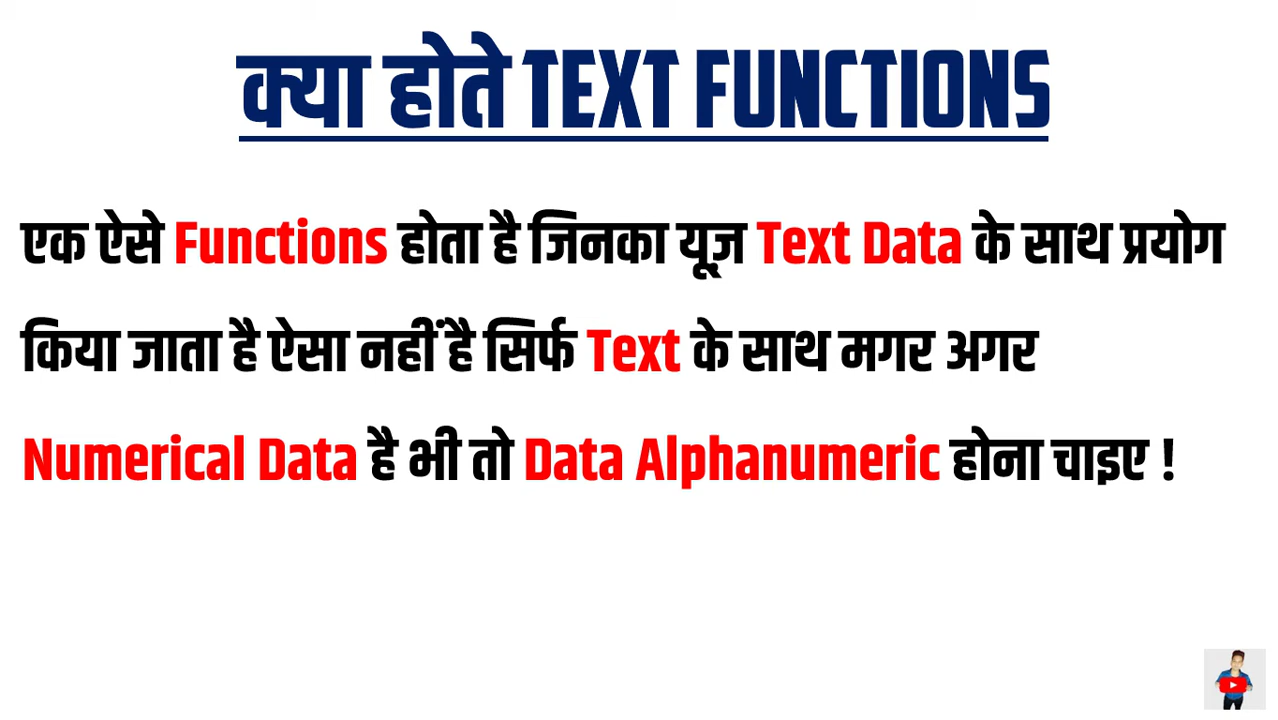 क्या होते TEXT FUNCTIONS
एक ऐसे Functions होता है जिनका यूज़ Text Data के साथ प्रयोग
किया जाता है ऐसा नहीं है सिर्फ Text के साथ मगर अगर
Numerical Data है भी तो Data Alphanumeric होना चाइए !